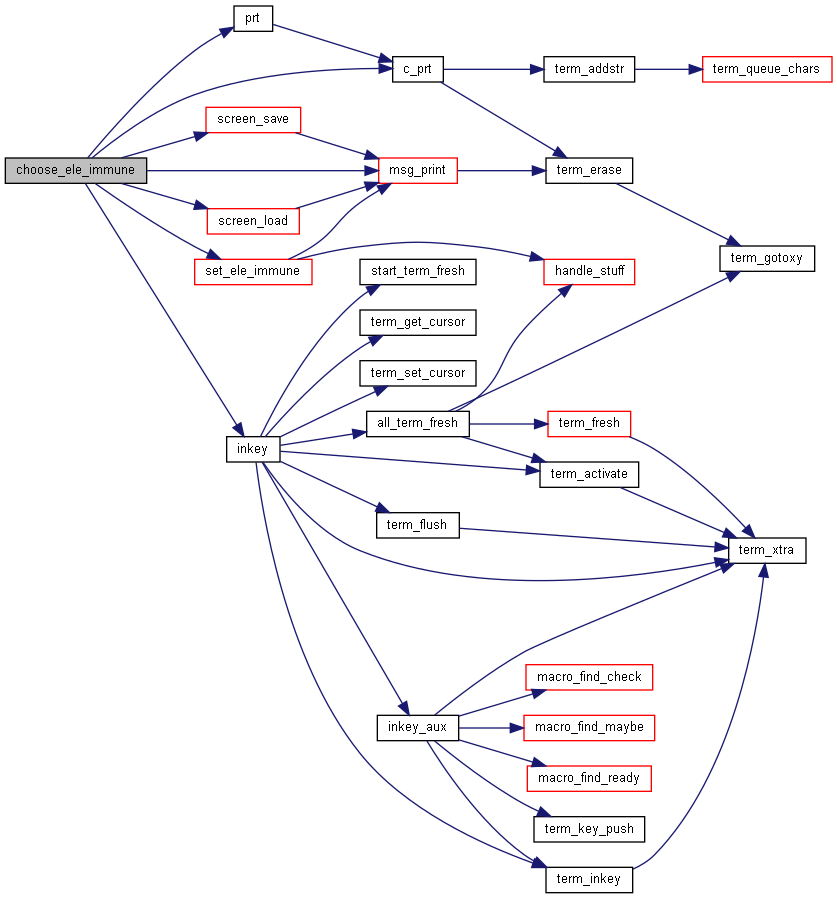 prt
c_prt
term_addstr
term_queue_chars
screen_save
choose_ele_immune
msg_print
term_erase
screen_load
term_gotoxy
set_ele_immune
start_term_fresh
handle_stuff
term_get_cursor
term_set_cursor
all_term_fresh
term_fresh
inkey
term_activate
term_flush
term_xtra
macro_find_check
inkey_aux
macro_find_maybe
macro_find_ready
term_key_push
term_inkey